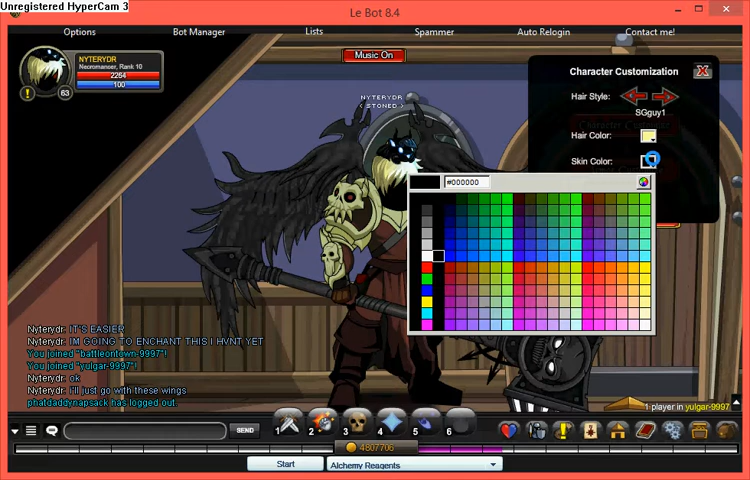 Unregistered HyperCam 3
Le Bot 8.4
Options Bot Manager Lists Spammer Auto Relogin Contact me!
Music On
NYTERYDR
Necromancer, Rank 10
2264
100
63
NYTERYDR
< STONED >
Character Customization
Hair Style:
SGguy1
Hair Color:
Skin Color:
#000000
Nyterydr: IT'S EASIER
Nyterydr: IM GOING TO ENCHANT THIS I HVNT YET
You joined "battleontown-9997"!
You joined "yulgar-9997"!
Nyterydr: ok
Nyterydr: I'll just go with these wings
phatdaddynapsack has logged out.
1 player in yulgar-9997
SEND
1 2 3 4 5 6
4807706
Start
Alchemy Reagents